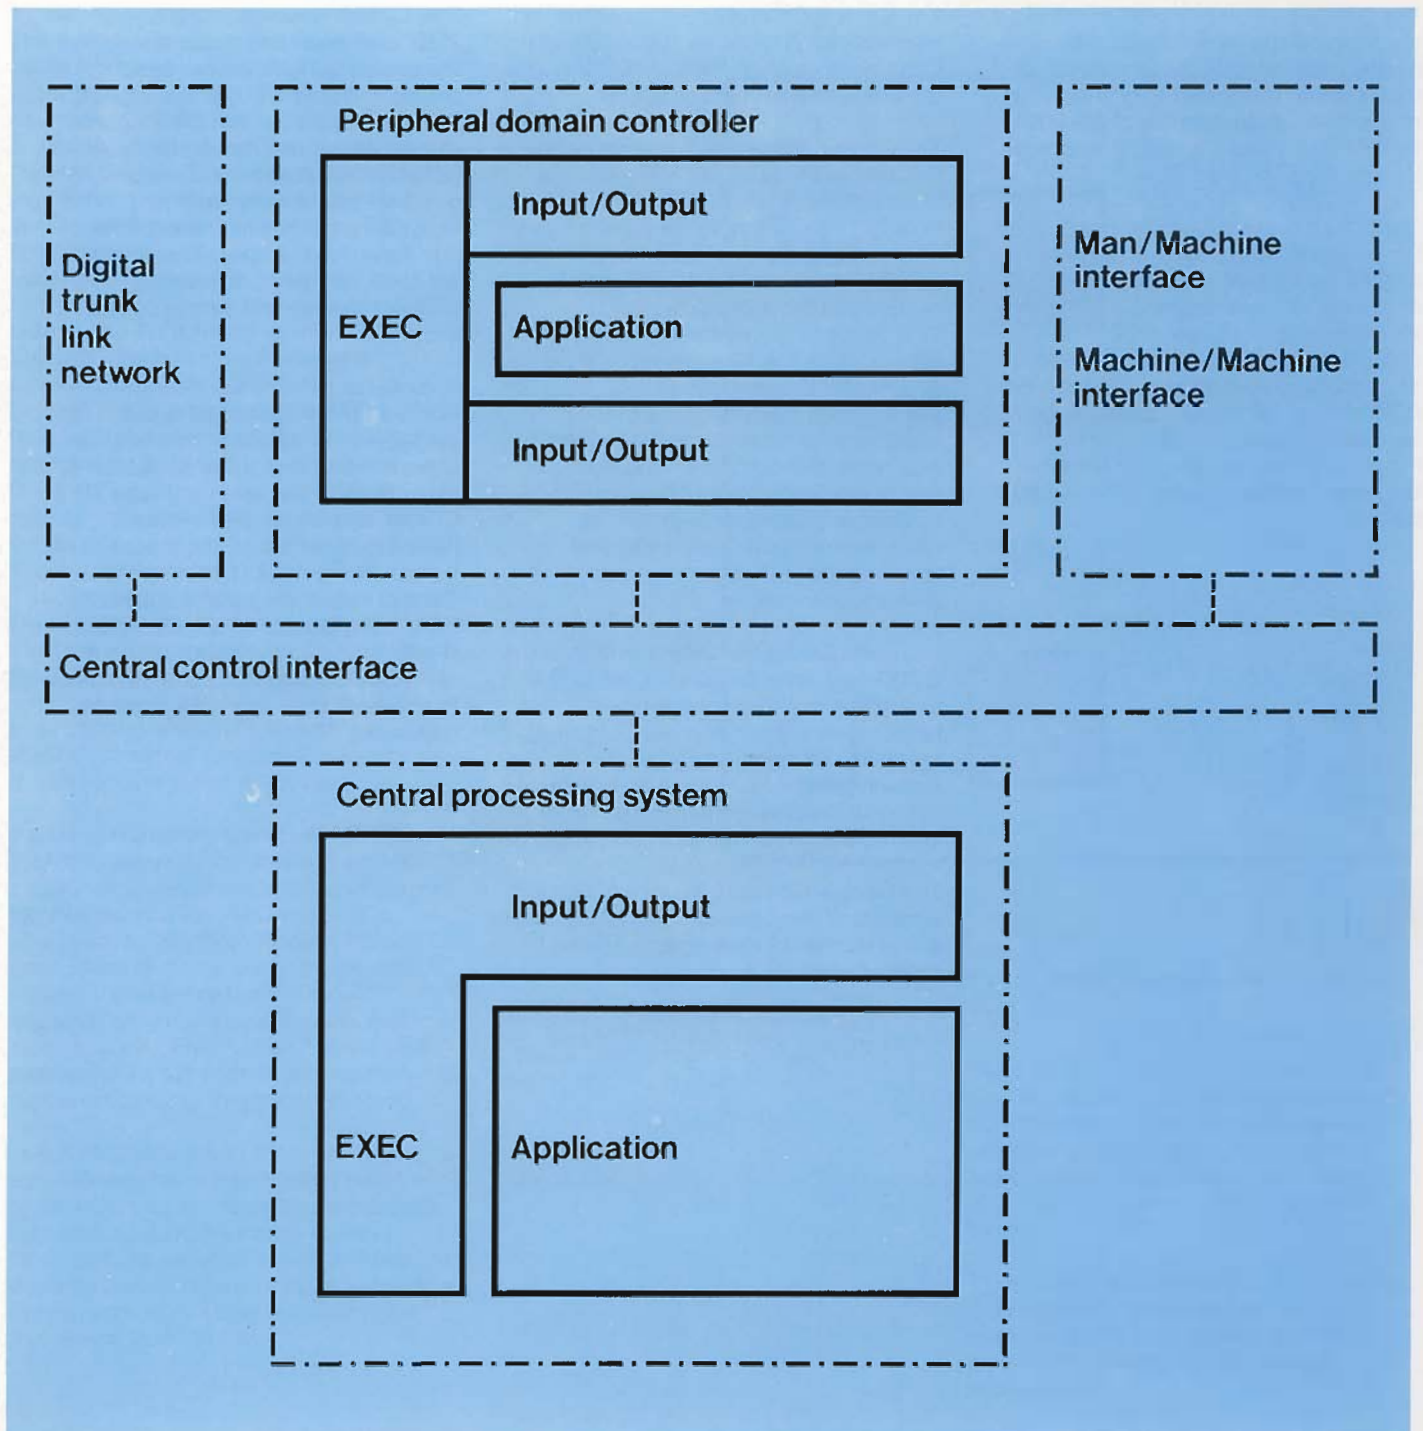 Digital
trunk
link
network
Peripheral domain controller
Input/Output
EXEC
Application
Input/Output
Man/Machine
interface
Machine/Machine
interface
Central control interface
Central processing system
Input/Output
EXEC
Application